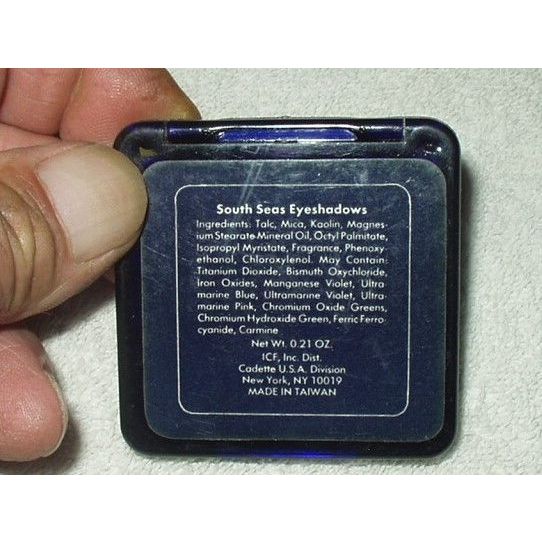 South Seas Eyeshadows
Ingredients: Talc, Mica, Kaolin, Magnes-
ium Stearate Mineral Oil, Octyl Palmitate,
Isopropyl Myristate, Fragrance, Phenoxy-
ethanol, Chloroxylenol. May Contain:
Titanium Dioxide, Bismuth Oxychloride,
Iron Oxides, Manganese Violet, Ultra
marine Blue, Ultramarine Violet, Ultra-
marine Pink, Chromium Oxide Greens,
Chromium Hydroxide Green, Ferric Ferro-
cyanide, Carmine
Net Wt. 0.21 OZ.
ICF, Inc. Dist.
Cadette U.S.A. Division
New York, NY 10019
MADE IN TAIWAN